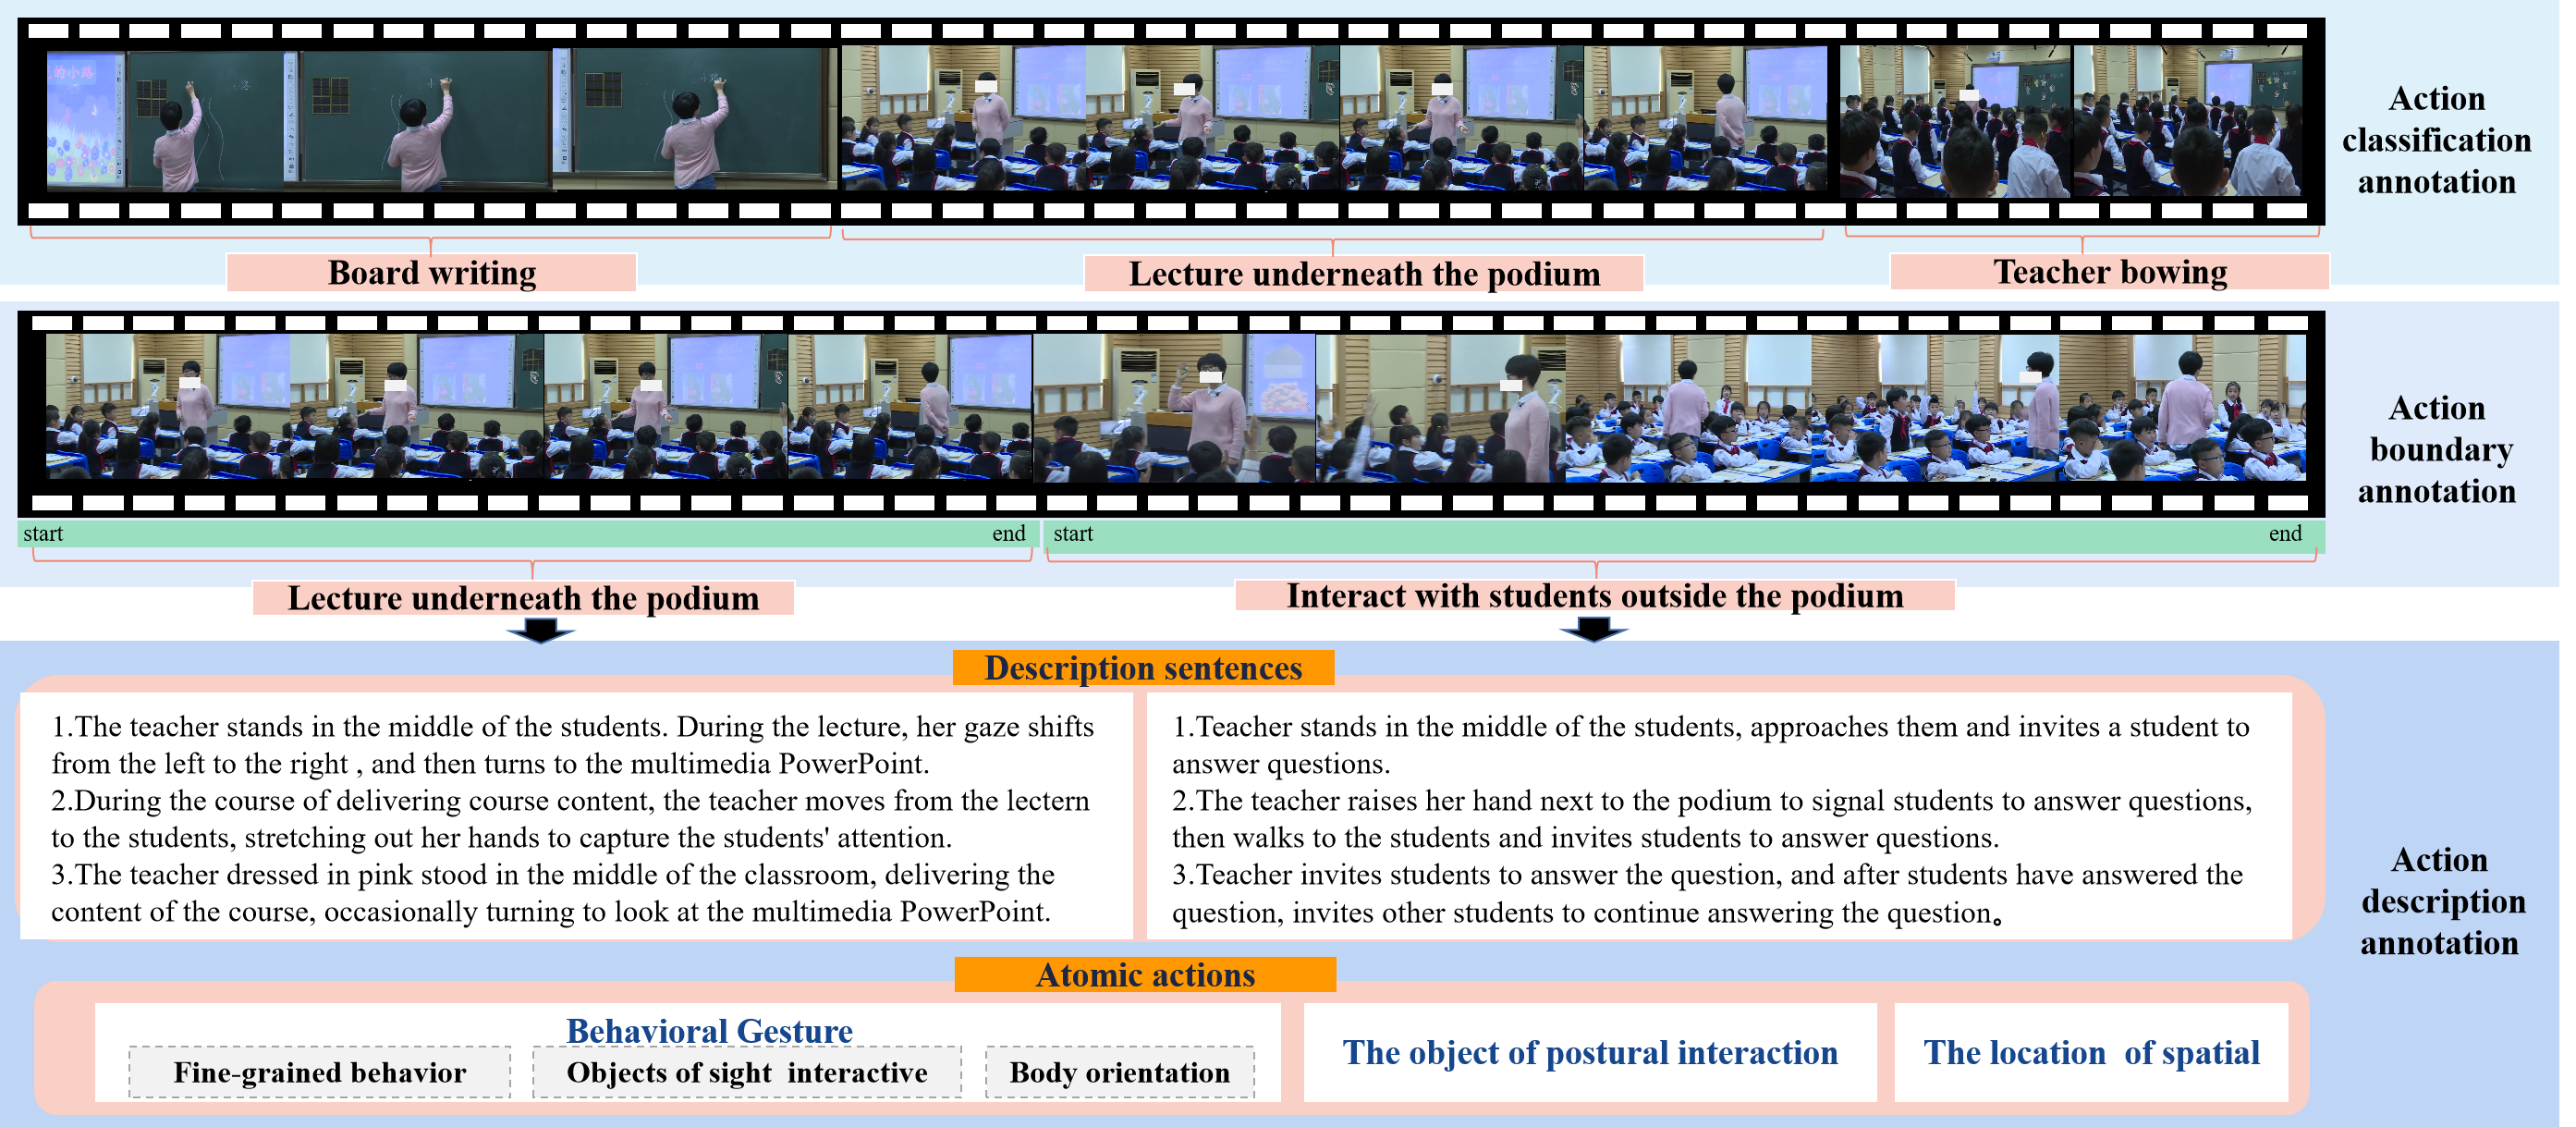 的小路
小路
小
小路
Action
classification
annotation
Board writing
Lecture underneath the podium
Teacher bowing
Action
boundary
annotation
start
end
start
end
Lecture underneath the podium
Interact with students outside the podium
Description sentences
1.The teacher stands in the middle of the students. During the lecture, her gaze shifts
from the left to the right , and then turns to the multimedia PowerPoint.
2.During the course of delivering course content, the teacher moves from the lectern
to the students, stretching out her hands to capture the students' attention.
3.The teacher dressed in pink stood in the middle of the classroom, delivering the
content of the course, occasionally turning to look at the multimedia PowerPoint.
1.Teacher stands in the middle of the students, approaches them and invites a student to
answer questions.
2.The teacher raises her hand next to the podium to signal students to answer questions,
then walks to the students and invites students to answer questions.
3.Teacher invites students to answer the question, and after students have answered the
question, invites other students to continue answering the question。
Action
description
annotation
Atomic actions
Behavioral Gesture
Fine-grained behavior
Objects of sight  interactive
Body orientation
The object of postural interaction
The location  of spatial